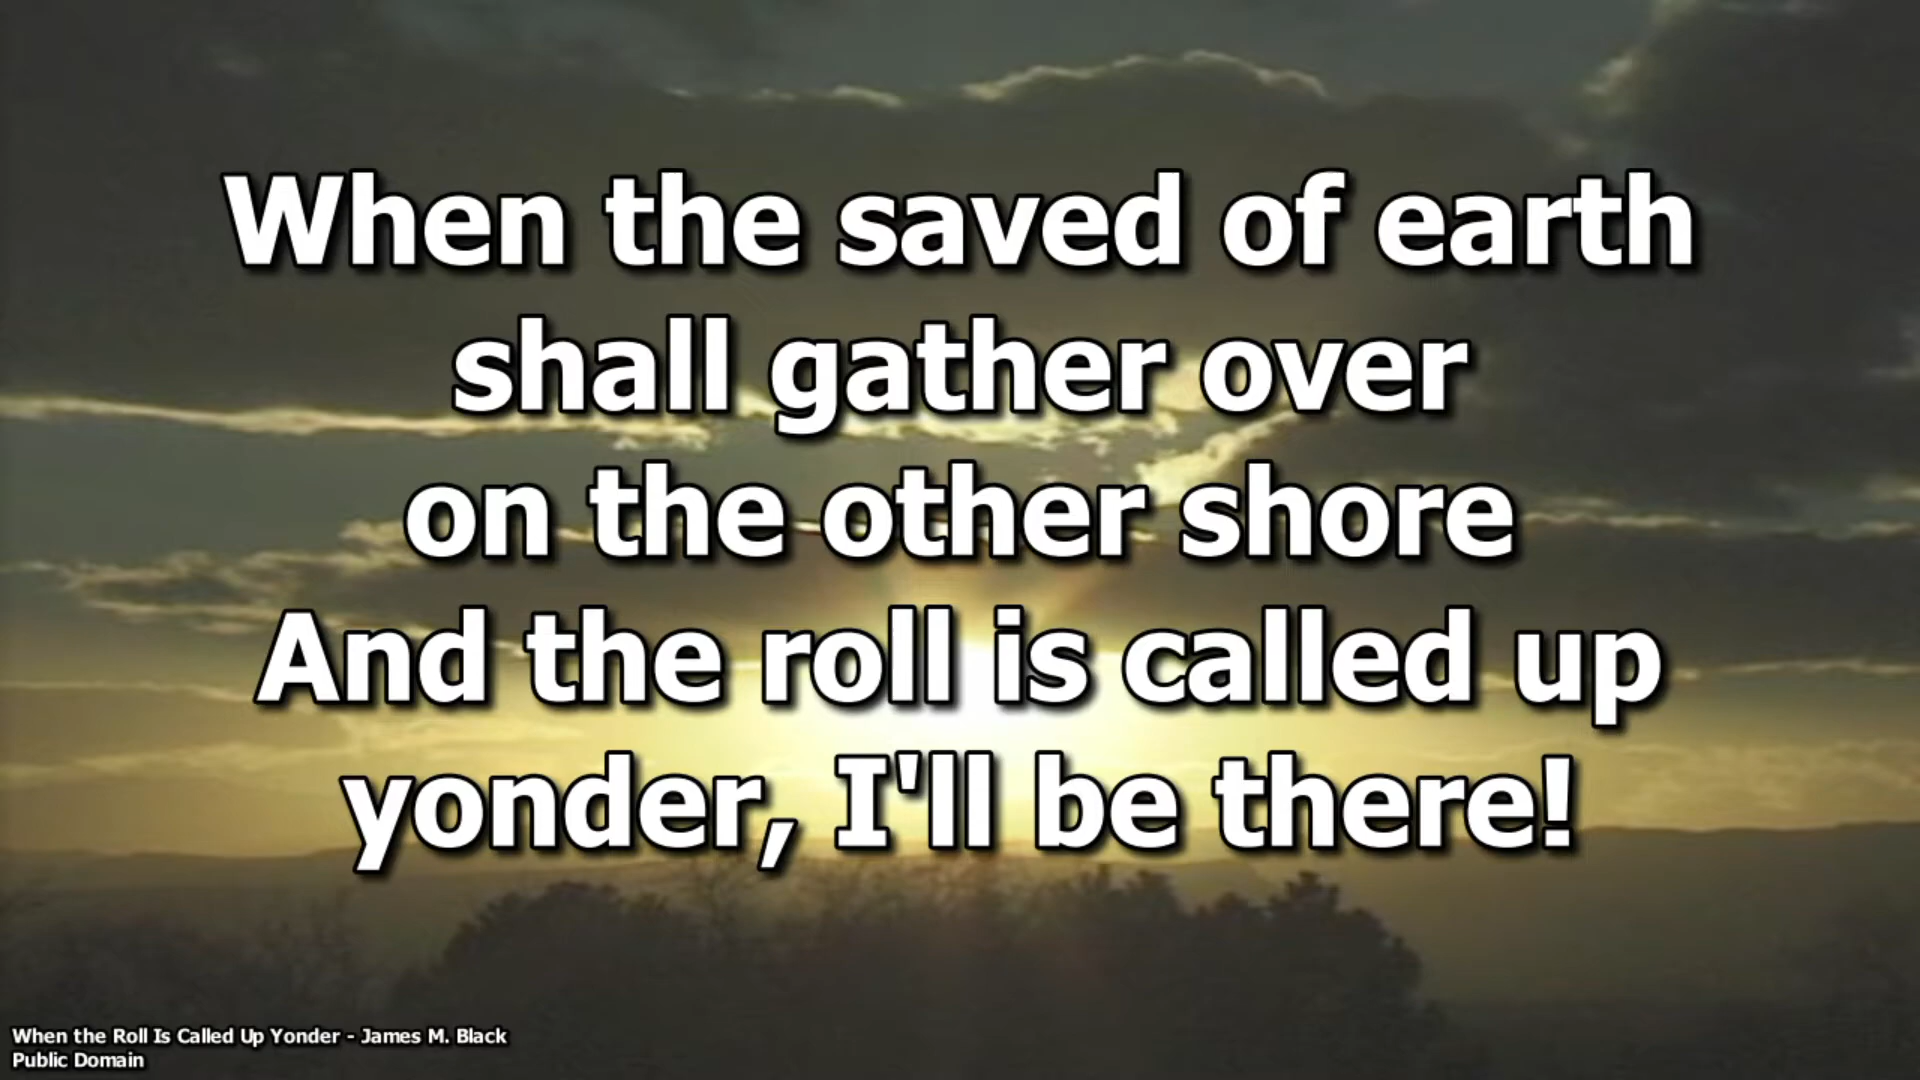 When the saved of earth
shall gather over
on the other shore
And the roll is called up
yonder, I'll be there!
When the Roll Is Called Up Yonder - James M. Black
Public Domain